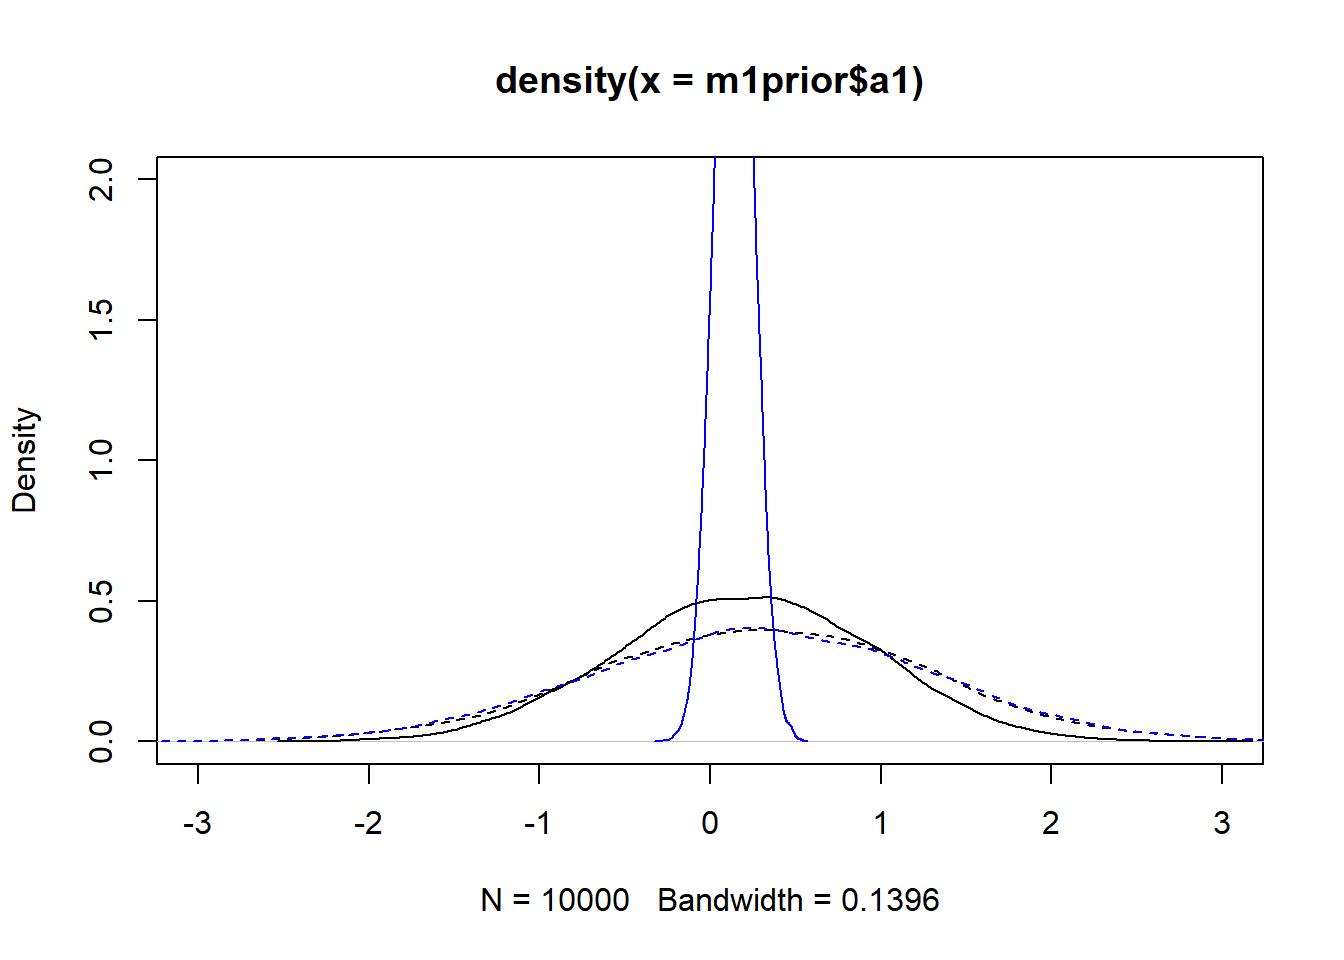 density(x = m1prior$a1)
Density
2.0
1.5
1.0
0.5
0.0
-3 -2 -1 0 1 2 3
N = 10000 Bandwidth = 0.1396